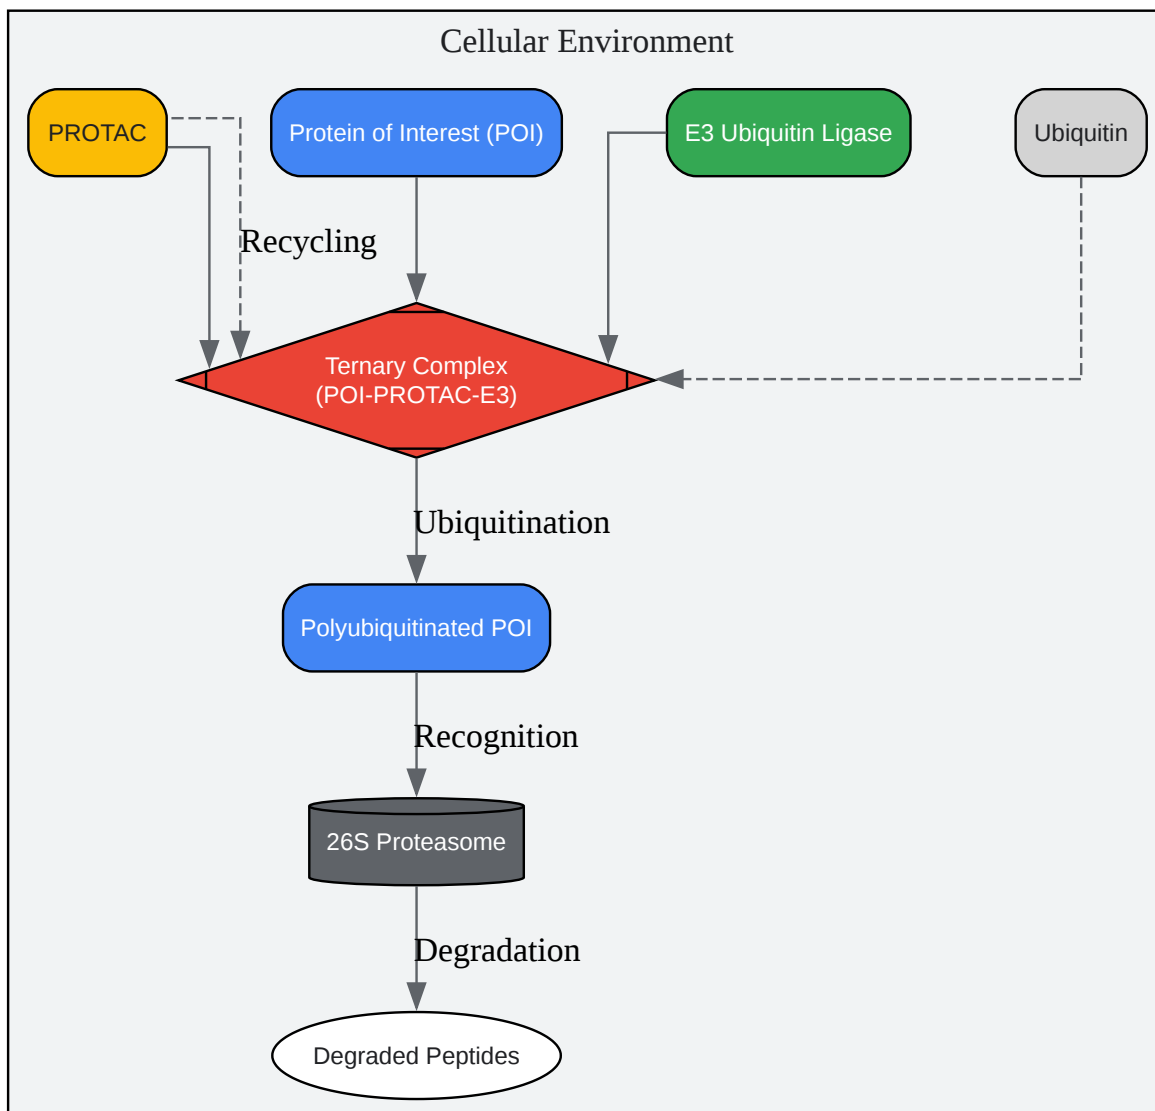 Cellular Environment
PROTAC
Protein of Interest (POI)
E3 Ubiquitin Ligase
Ubiquitin
Recycling
Ternary Complex
(POI-PROTAC-E3)
Ubiquitination
Polyubiquitinated POI
Recognition
26S Proteasome
Degradation
Degraded Peptides